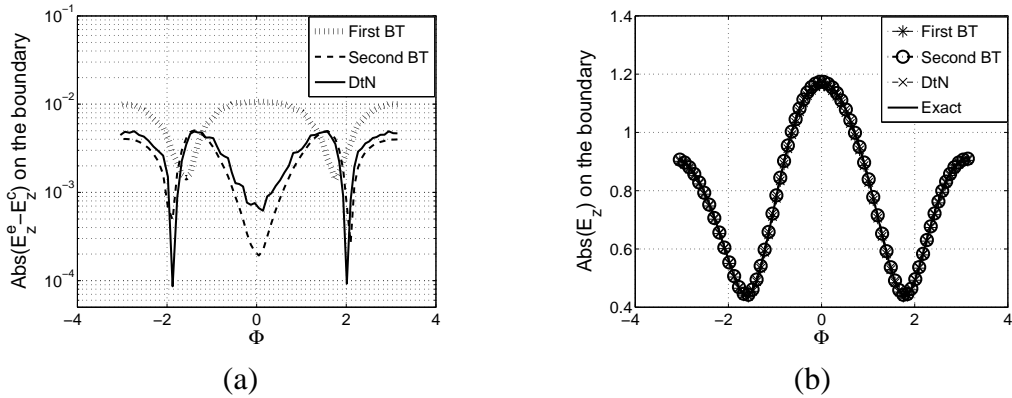 10^{-1}
10^{-2}
10^{-3}
10^{-4}
Abs(E_z^e−E_z^c) on the boundary
First BT
Second BT
DtN
−4
−2
0
2
4
Φ
(a)
1.4
1.2
1
0.8
0.6
0.4
Abs(E_z) on the boundary
First BT
Second BT
DtN
Exact
−4
−2
0
2
4
Φ
(b)